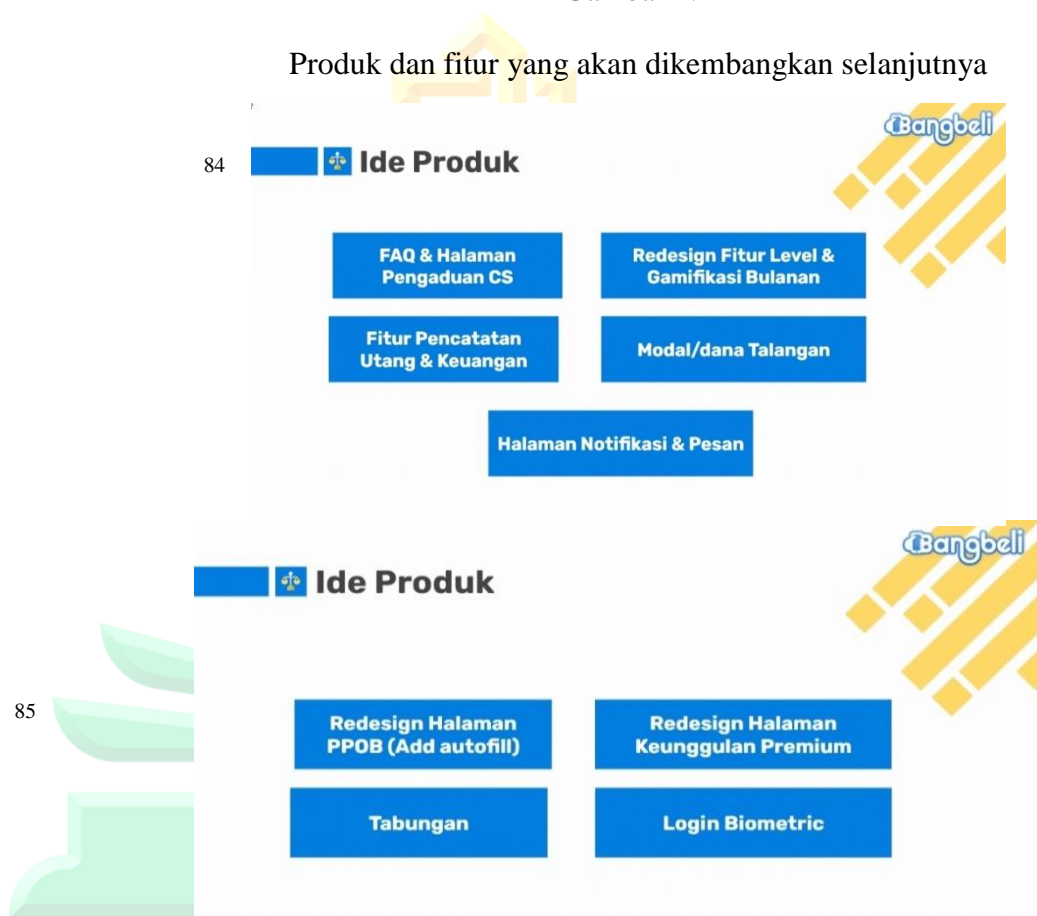 Produk dan fitur yang akan dikembangkan selanjutnya
Bangbeli
84
Ide Produk
FAQ & Halaman
Pengaduan CS
Redesign Fitur Level &
Gamifikasi Bulanan
Fitur Pencatatan
Utang & Keuangan
Modal/dana Talangan
Halaman Notifikasi & Pesan
Bangbeli
Ide Produk
85
Redesign Halaman
PPOB (Add autofill)
Redesign Halaman
Keunggulan Premium
Tabungan
Login Biometric